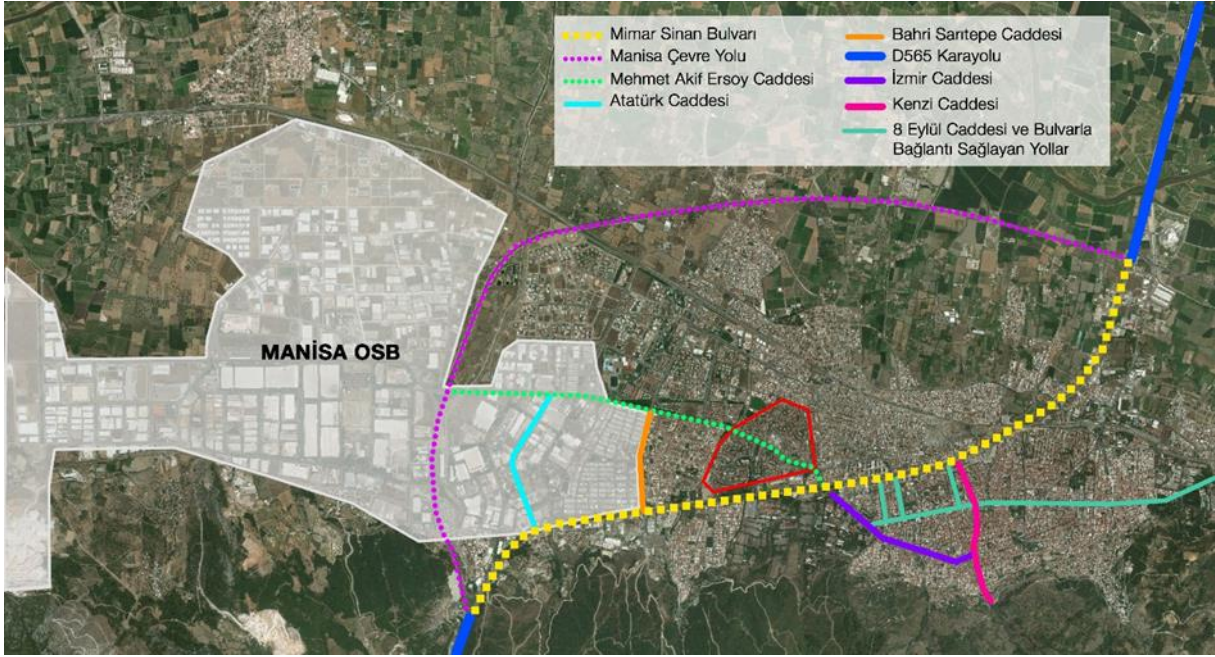 Mimar Sinan Bulvarı
Manisa Çevre Yolu
Mehmet Akif Ersoy Caddesi
Atatürk Caddesi
Bahri Sarıtepe Caddesi
D565 Karayolu
İzmir Caddesi
Kenzi Caddesi
8 Eylül Caddesi ve Bulvarla
Bağlantı Sağlayan Yollar
MANİSA OSB